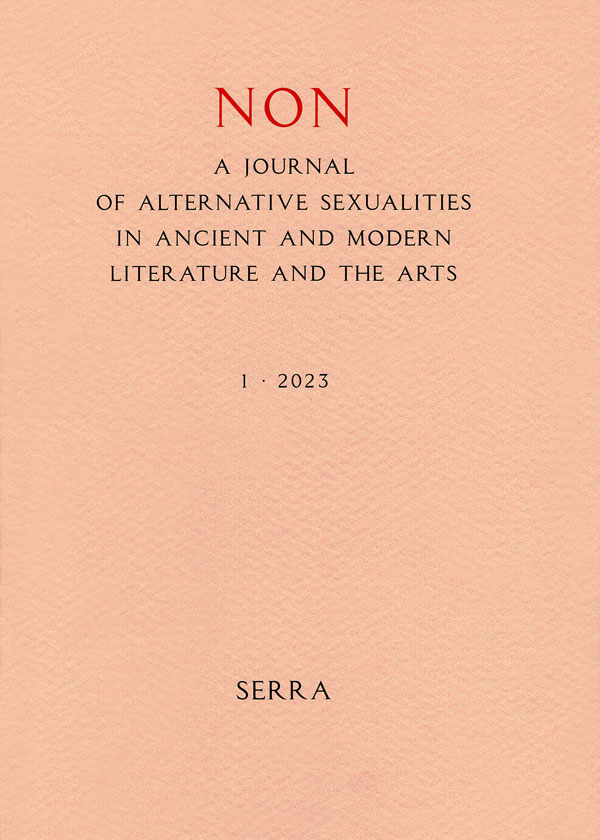 NON
A JOURNAL
OF ALTERNATIVE SEXUALITIES
IN ANCIENT AND MODERN
LITERATURE AND THE ARTS
1 · 2023
SERRA